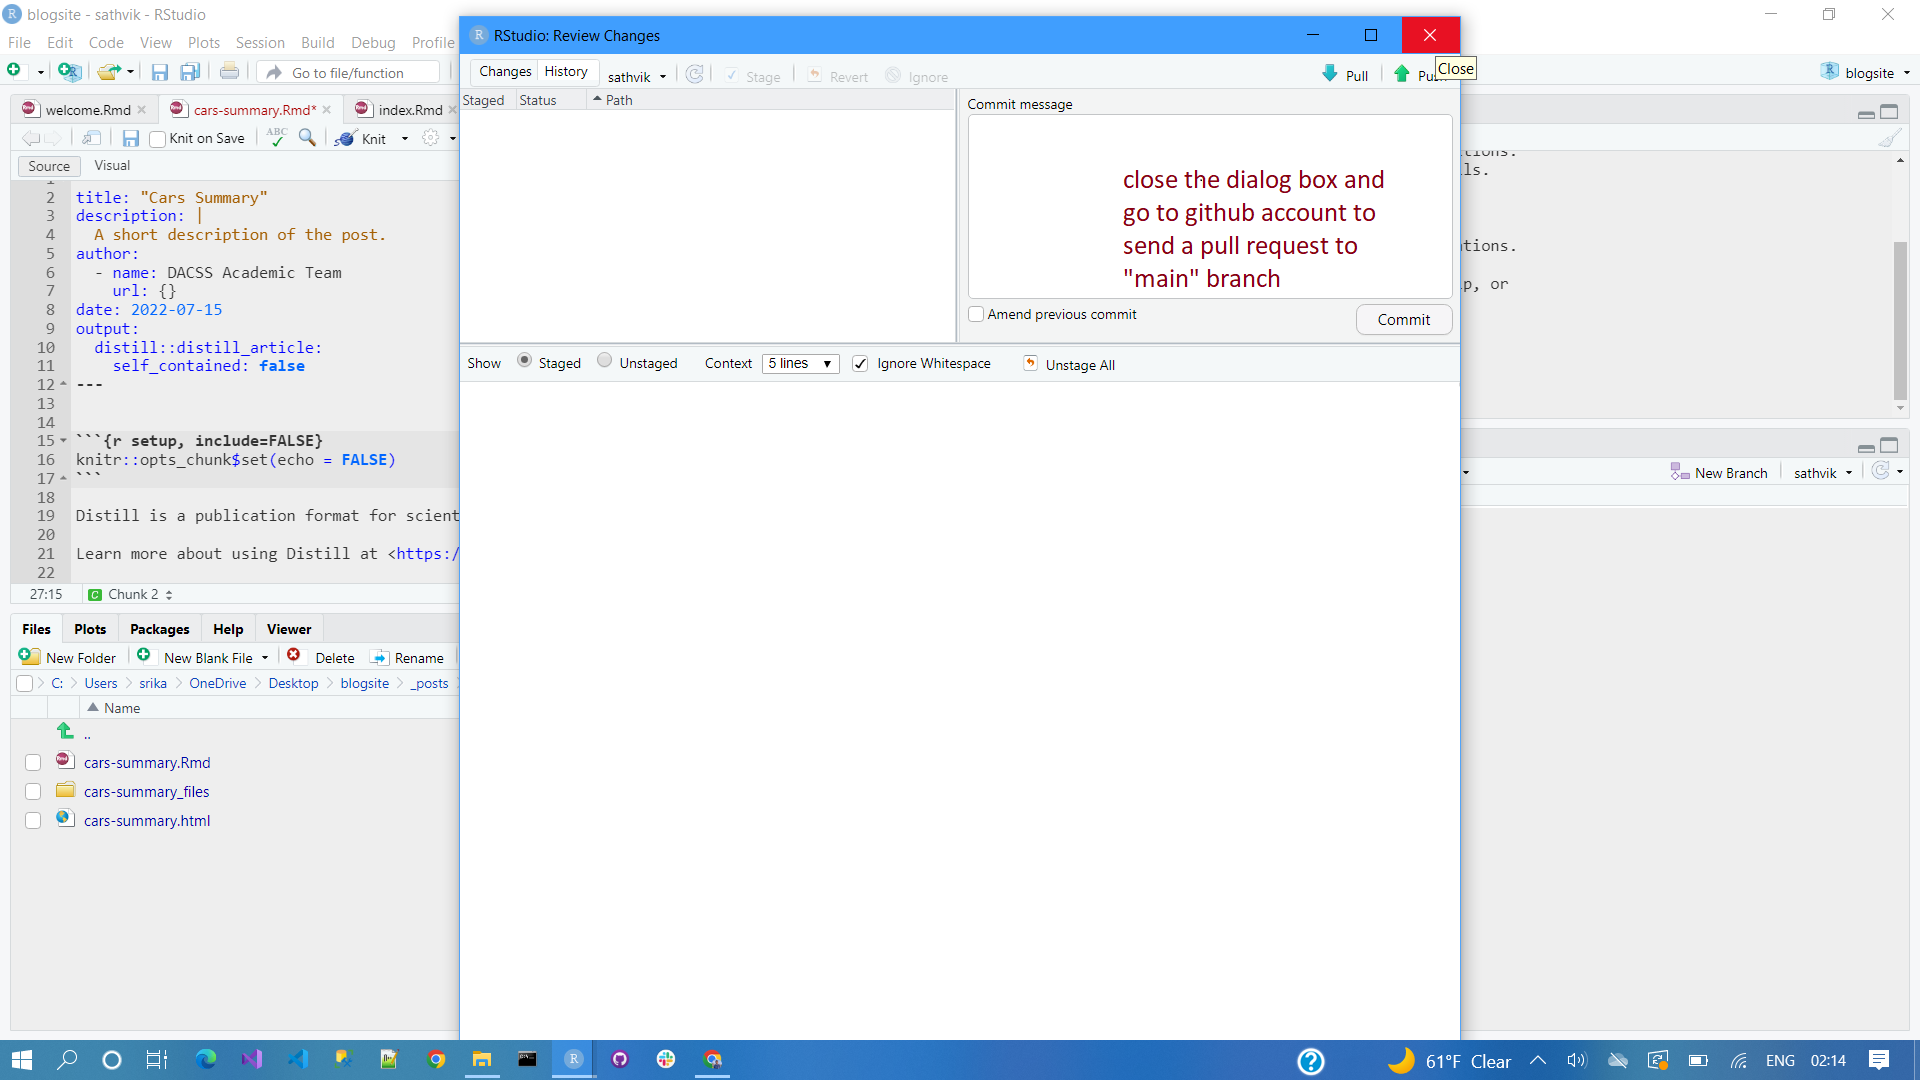 blogsite - sathvik - RStudio
File Edit Code View Plots Session Build Debug Profile
Go to file/function
blogsite
welcome.Rmd
cars-summary.Rmd*
index.Rmd
Knit on Save
ABC
Knit
Source
Visual
1
2 title: "Cars Summary"
3 description: |
4 A short description of the post.
5 author:
6 - name: DACSS Academic Team
7 url: {}
8 date: 2022-07-15
9 output:
10 distill::distill_article:
11 self_contained: false
12 ---
13
14
15 ```{r setup, include=FALSE}
16 knitr::opts_chunk$set(echo = FALSE)
17 ```
18
19 Distill is a publication format for scient
20
21 Learn more about using Distill at <https:/
22
27:15 Chunk 2
Files Plots Packages Help Viewer
New Folder New Blank File Delete Rename
C: Users srika OneDrive Desktop blogsite _posts
Name
..
cars-summary.Rmd
cars-summary_files
cars-summary.html
RStudio: Review Changes
Changes History sathvik Stage Revert Ignore Pull Pus
Close
Staged Status Path
Commit message
close the dialog box and
go to github account to
send a pull request to
"main" branch
Amend previous commit
Commit
Show Staged Unstaged Context 5 lines Ignore Whitespace Unstage All
tions.
ls.
tions.
p, or
New Branch sathvik
61°F Clear ENG 02:14